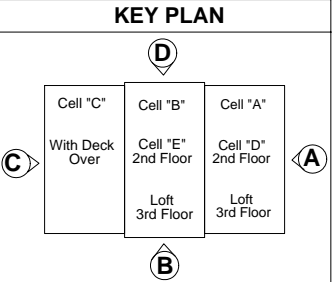 KEY PLAN
D
Cell "C"
With Deck
Over
Cell "B"
Cell "E"
2nd Floor
Loft
3rd Floor
Cell "A"
Cell "D"
2nd Floor
Loft
3rd Floor
C
A
B